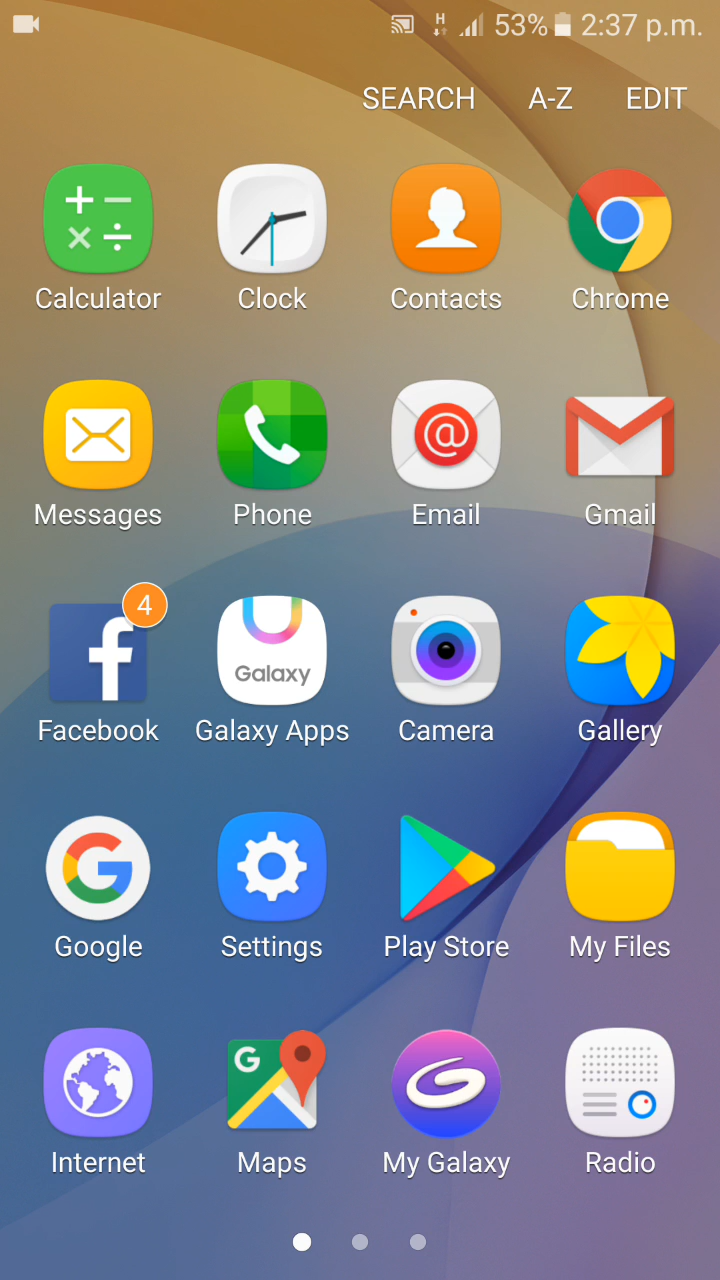 H 53% 2:37 p.m.
SEARCH A-Z EDIT
Calculator Clock Contacts Chrome
@
Messages Phone Email Gmail
4
Galaxy
Facebook Galaxy Apps Camera Gallery
Google Settings Play Store My Files
G
Internet Maps My Galaxy Radio